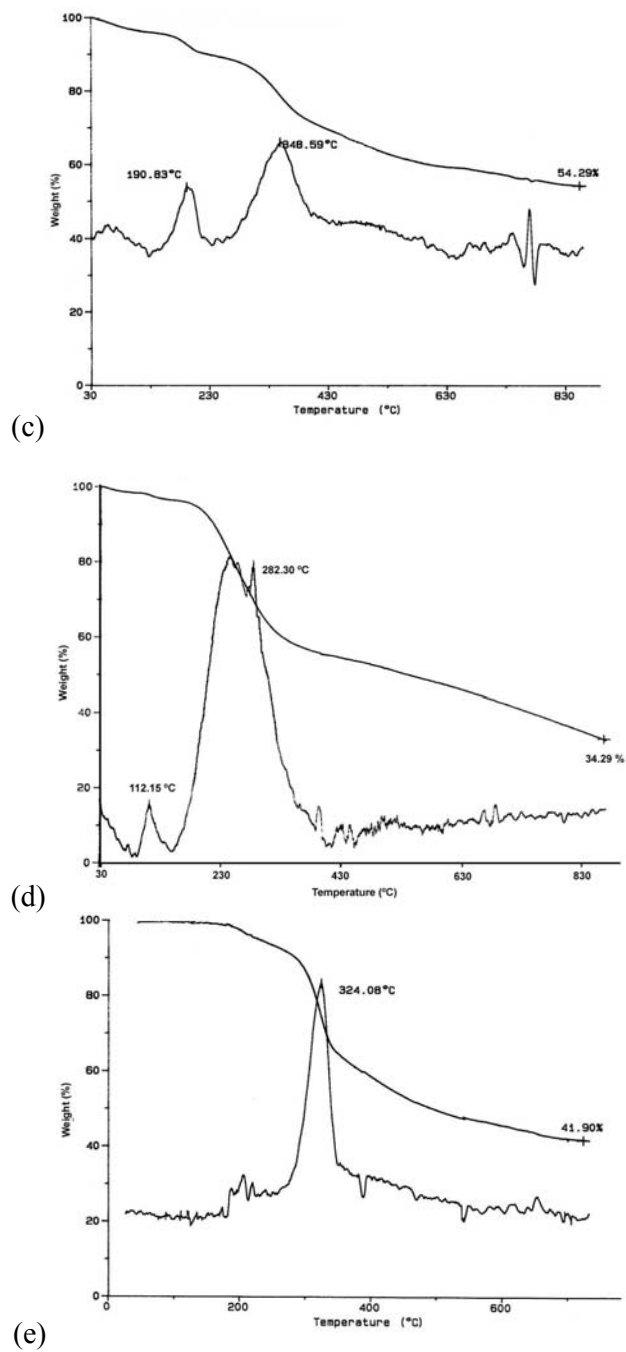 100
80
348.59°C
60
190.83°C
54.29%
Weight (%)
40
20
0
30
230
430
630
830
Temperature (°C)
(c)
100
80
282.30 °C
60
Weight (%)
40
34.29 %
20
112.15 °C
0
30
230
430
630
830
Temperature (°C)
(d)
100
324.08°C
80
60
Weight (%)
41.90%
40
20
0
0
200
400
600
Temperature (°C)
(e)